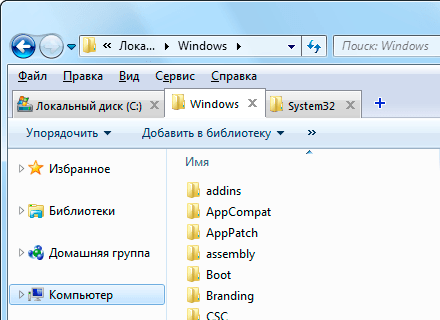 « Лока... Windows Поиск: Windows
Файл Правка Вид Сервис Справка
Локальный диск (C:) Windows System32
Упорядочить Добавить в библиотеку »
Имя
Избранное
Библиотеки
Домашняя группа
Компьютер
addins
AppCompat
AppPatch
assembly
Boot
Branding
CSC